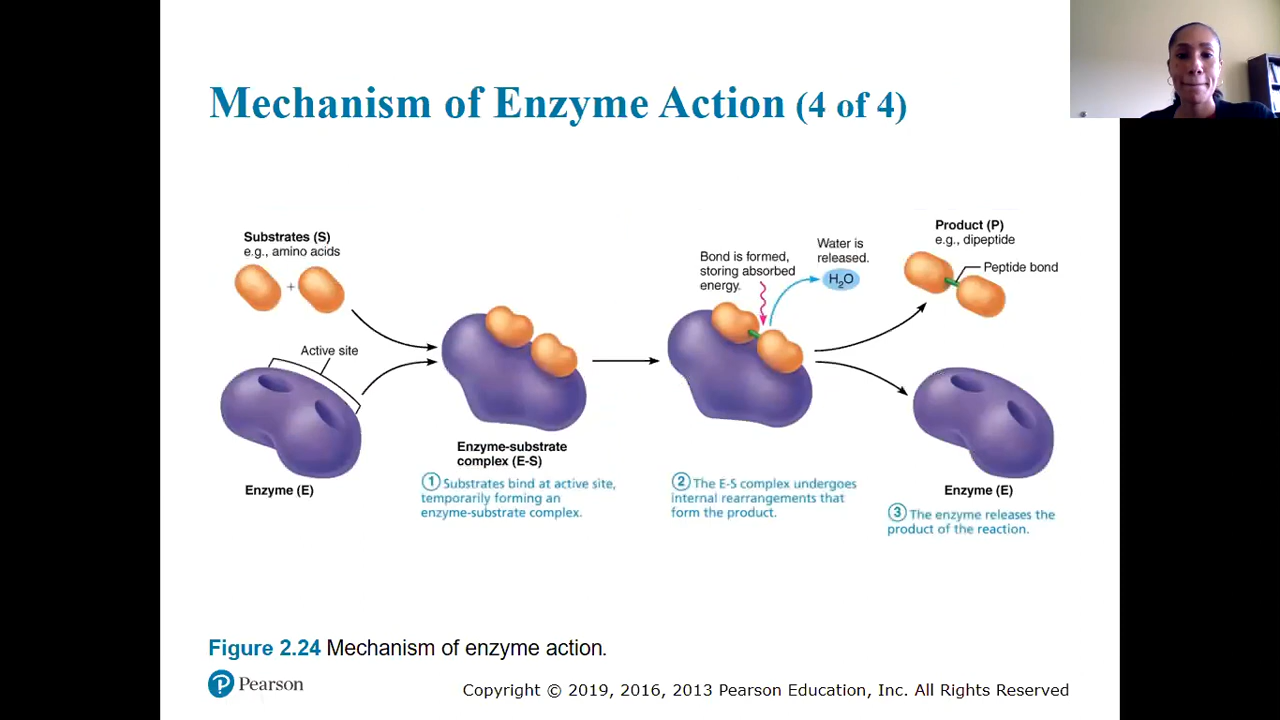 Mechanism of Enzyme Action (4 of 4)
Substrates (S)
e.g., amino acids
+
Active site
Enzyme (E)
Enzyme-substrate
complex (E-S)
1 Substrates bind at active site,
temporarily forming an
enzyme-substrate complex.
Bond is formed,
storing absorbed
energy.
Water is
released.
H₂O
2 The E-S complex undergoes
internal rearrangements that
form the product.
Product (P)
e.g., dipeptide
Peptide bond
Enzyme (E)
3 The enzyme releases the
product of the reaction.
Figure 2.24 Mechanism of enzyme action.
Pearson
Copyright © 2019, 2016, 2013 Pearson Education, Inc. All Rights Reserved